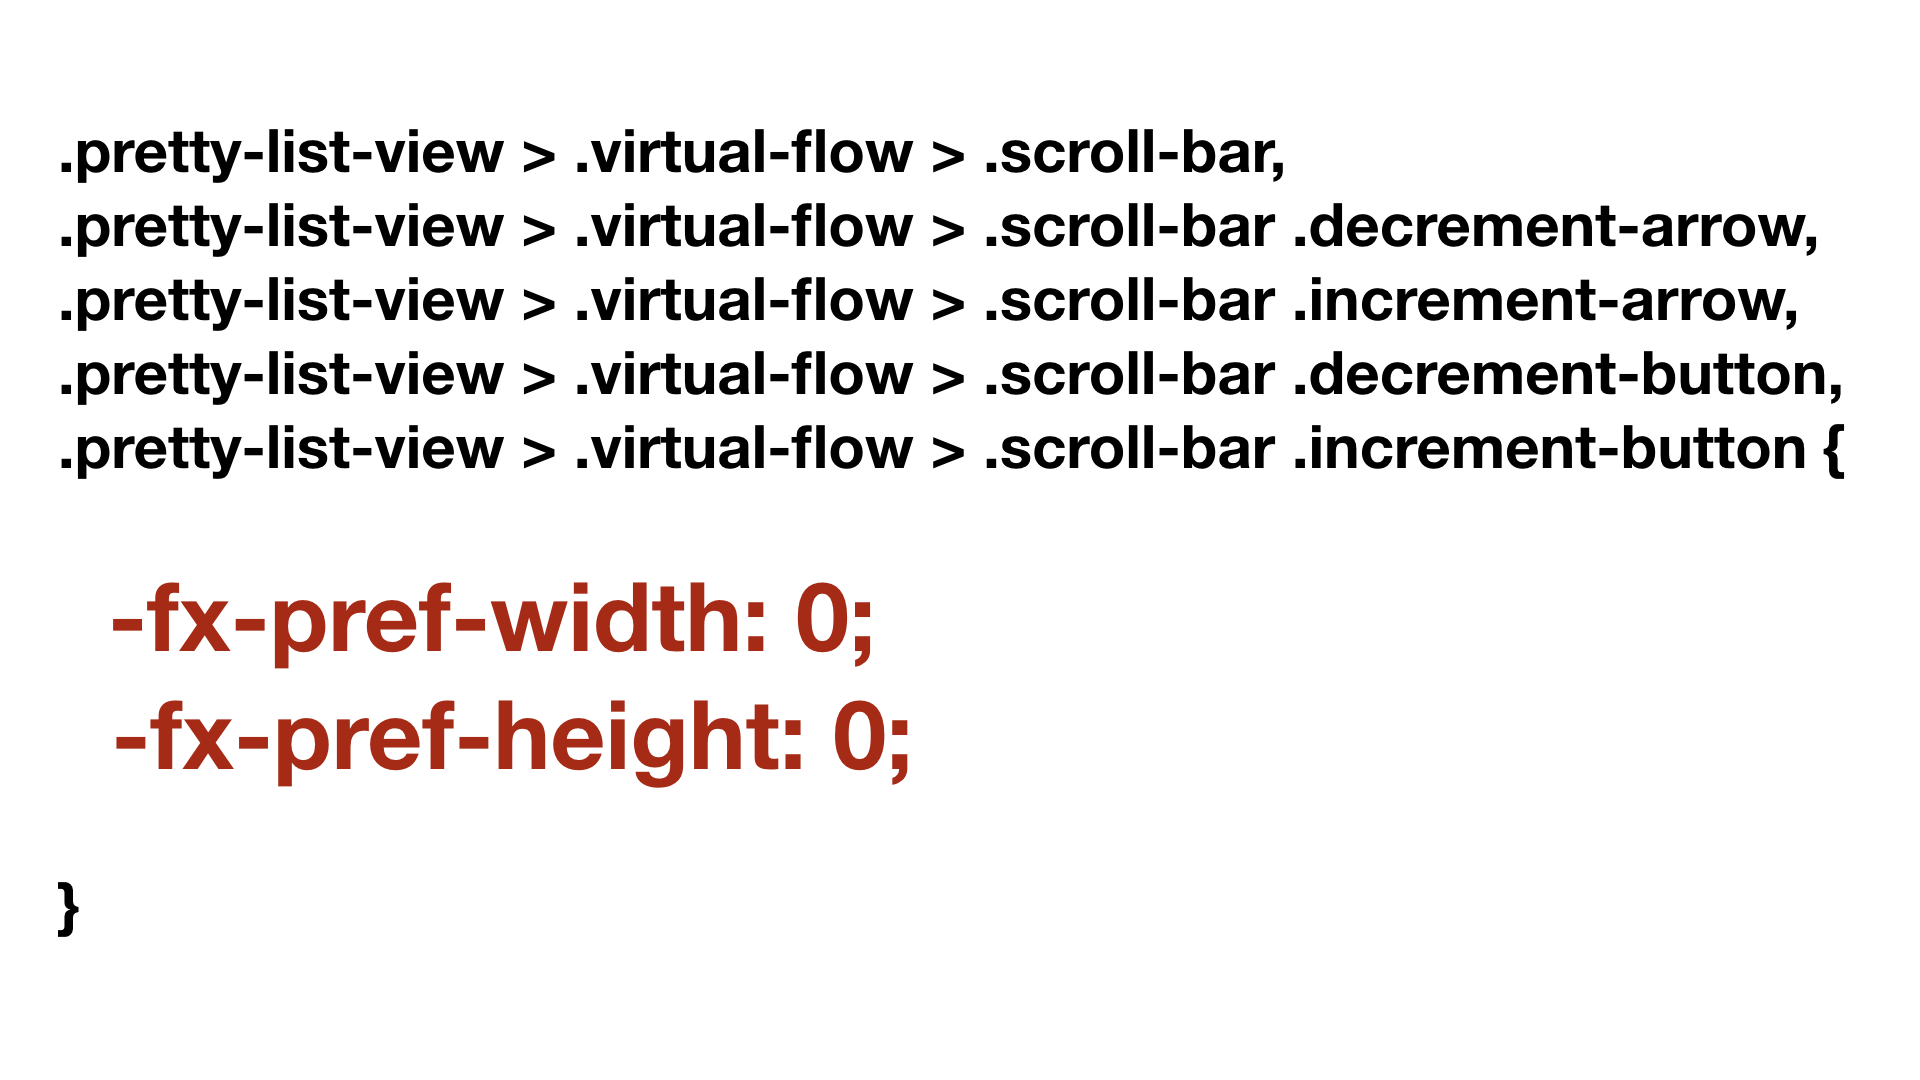 .pretty-list-view > .virtual-flow > .scroll-bar,
.pretty-list-view > .virtual-flow > .scroll-bar .decrement-arrow,
.pretty-list-view > .virtual-flow > .scroll-bar .increment-arrow,
.pretty-list-view > .virtual-flow > .scroll-bar .decrement-button,
.pretty-list-view > .virtual-flow > .scroll-bar .increment-button {
-fx-pref-width: 0;
-fx-pref-height: 0;
}